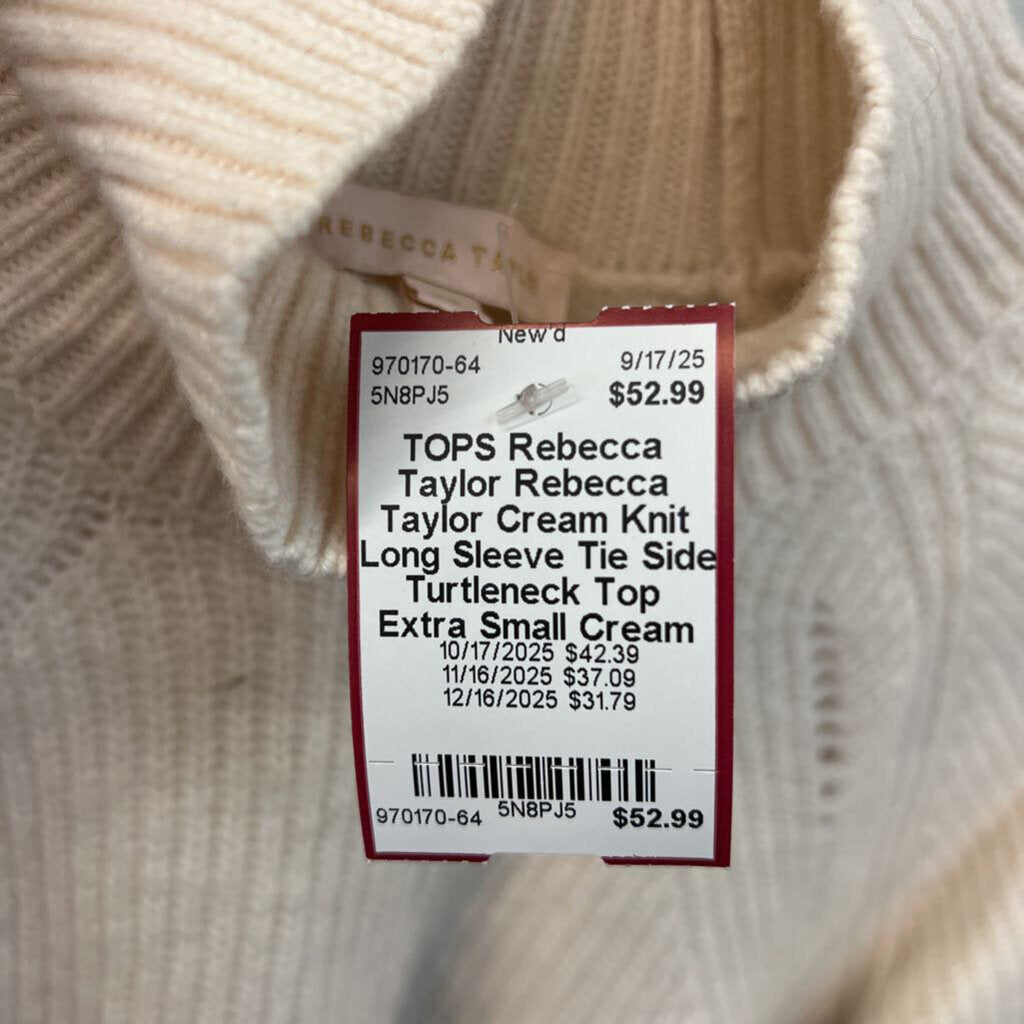 REBECCA TAYLOR
New'd
970170-64 9/17/25
5N8PJ5 $52.99
TOPS Rebecca
Taylor Rebecca
Taylor Cream Knit
Long Sleeve Tie Side
Turtleneck Top
Extra Small Cream
10/17/2025 $42.39
11/16/2025 $37.09
12/16/2025 $31.79
970170-64 5N8PJ5 $52.99